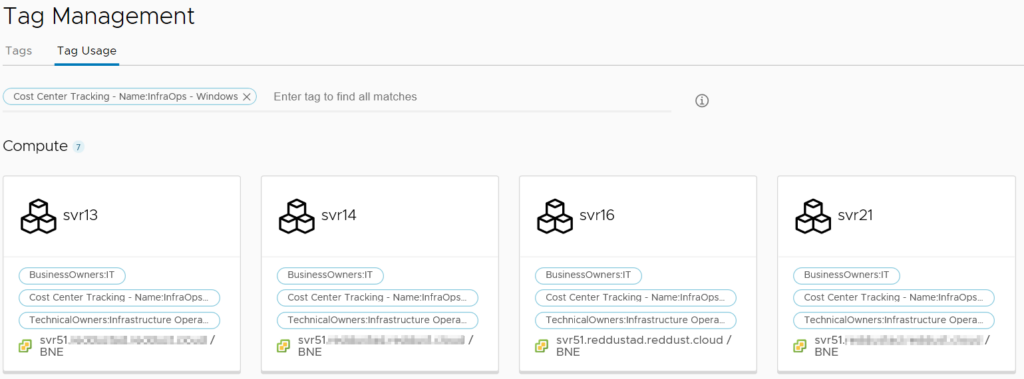 Tag Management
Tags Tag Usage
Cost Center Tracking - Name:InfraOps - Windows × Enter tag to find all matches
Compute 7
svr13 svr14 svr16 svr21
BusinessOwners:IT BusinessOwners:IT BusinessOwners:IT BusinessOwners:IT
Cost Center Tracking - Name:InfraOps... Cost Center Tracking - Name:InfraOps... Cost Center Tracking - Name:InfraOps... Cost Center Tracking - Name:InfraOps...
TechnicalOwners:Infrastructure Opera... TechnicalOwners:Infrastructure Opera... TechnicalOwners:Infrastructure Opera... TechnicalOwners:Infrastructure Opera...
svr51. / svr51. / svr51.reddustad.reddust.cloud / svr51. /
BNE BNE BNE BNE